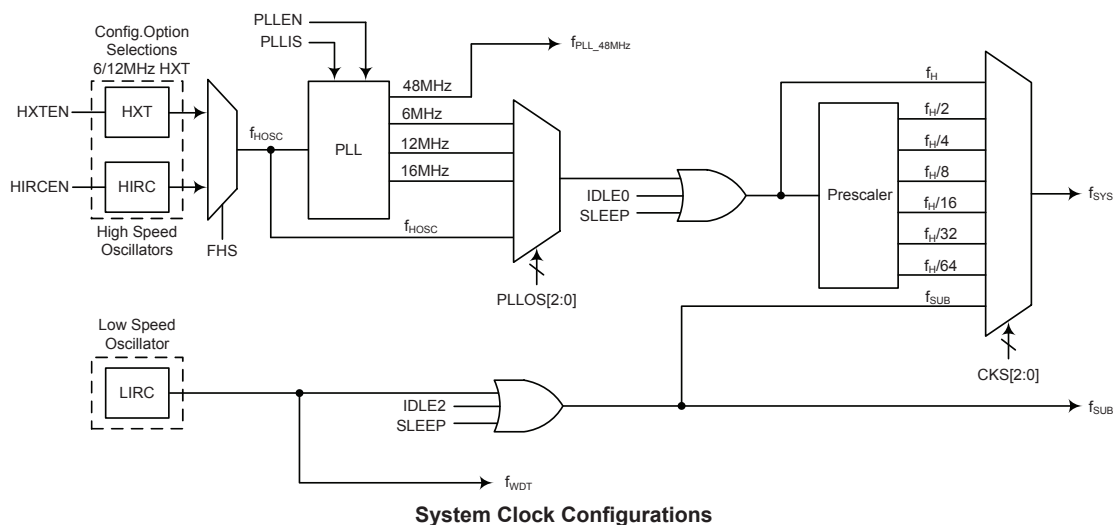 Config.Option
Selections
6/12MHz HXT
HXTEN
HXT
HIRCEN
HIRC
High Speed
Oscillators
FHS
fHOSC
PLLEN
PLLIS
PLL
48MHz
6MHz
12MHz
16MHz
fHOSC
fPLL_48MHz
PLLOS[2:0]
IDLE0
SLEEP
Prescaler
fH
fH/2
fH/4
fH/8
fH/16
fH/32
fH/64
fSUB
CKS[2:0]
fSYS
Low Speed
Oscillator
LIRC
IDLE2
SLEEP
fSUB
fWDT
System Clock Configurations